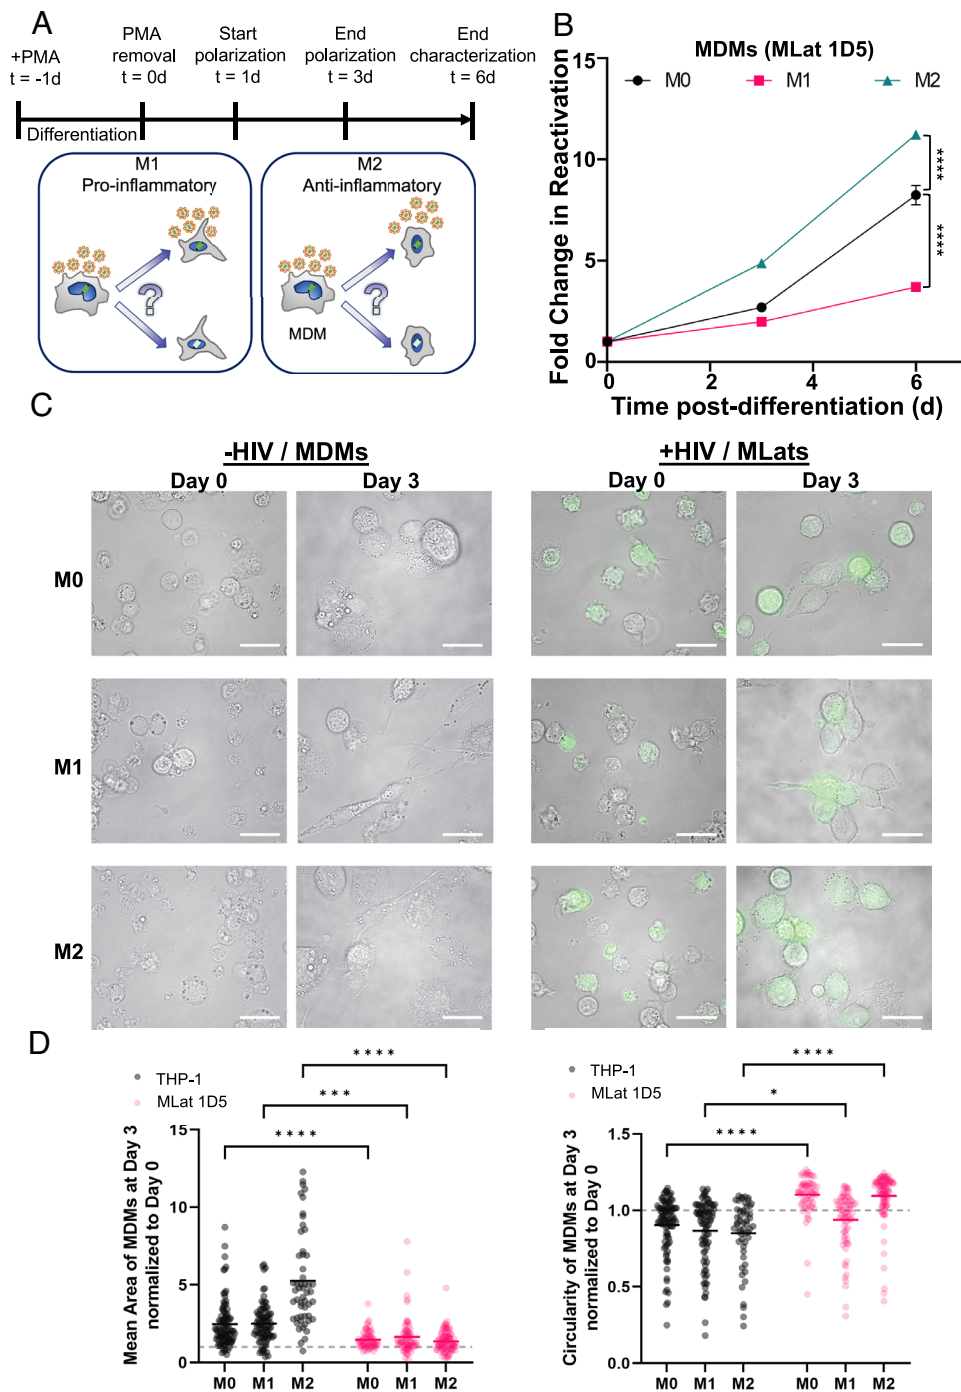 A
+PMA
t = -1d
PMA
removal
t = 0d
Start
polarization
t = 1d
End
polarization
t = 3d
End
characterization
t = 6d
Differentiation
M1
Pro-inflammatory
?
M2
Anti-inflammatory
?
MDM
B
MDMs (MLat 1D5)
M0
M1
M2
Fold Change in Reactivation
15
10
5
0
****
****
0
2
4
6
Time post-differentiation (d)
C
-HIV / MDMs
+HIV / MLats
Day 0
Day 3
Day 0
Day 3
M0
M1
M2
D
THP-1
MLat 1D5
****
***
****
Mean Area of MDMs at Day 3
normalized to Day 0
15
10
5
0
M0
M1
M2
M0
M1
M2
THP-1
MLat 1D5
****
*
****
Circularity of MDMs at Day 3
normalized to Day 0
1.5
1.0
0.5
0.0
M0
M1
M2
M0
M1
M2